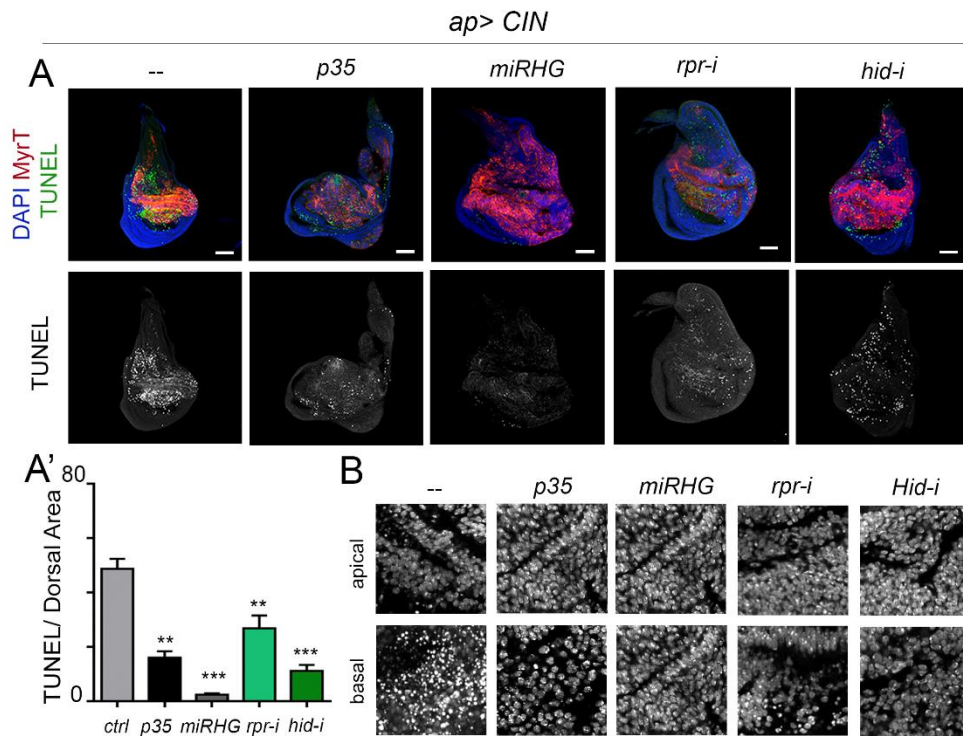 ap> CIN
A
-- p35 miRHG rpr-i hid-i
DAPI MyrT
TUNEL
TUNEL
A'
TUNEL/ Dorsal Area
80
0
** *** ** ***
ctrl p35 miRHG rpr-i hid-i
B
-- p35 miRHG rpr-i Hid-i
apical
basal